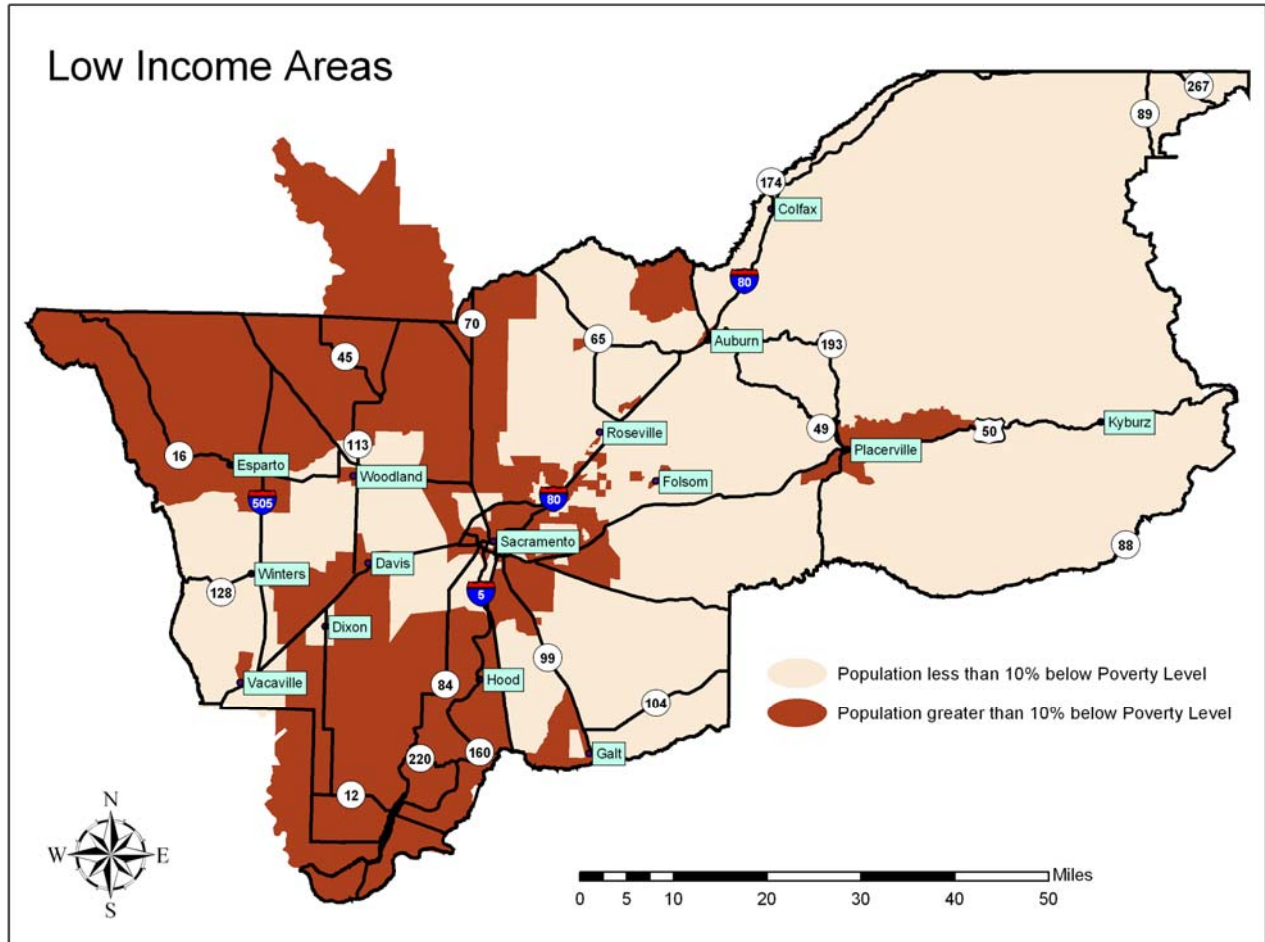 Low Income Areas
267
89
174
Colfax
80
70
65
Auburn
193
45
Roseville
49
Kyburz
50
113
Placerville
16
Esparto
Woodland
Folsom
505
80
Sacramento
88
Davis
Winters
128
5
Dixon
99
Population less than 10% below Poverty Level
Vacaville
84
Hood
104
Population greater than 10% below Poverty Level
220
160
Galt
12
N
W E
S
Miles
0 5 10 20 30 40 50